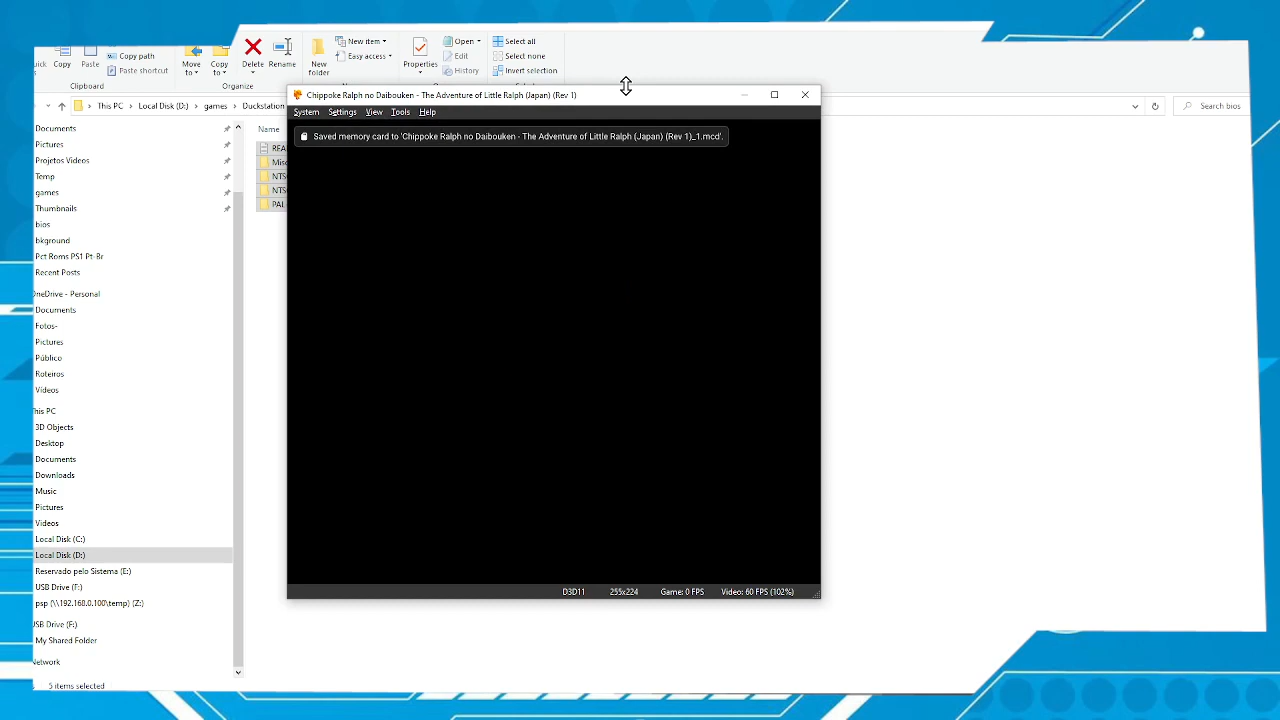 New item
Open
Select all
Copy path
Easy access
Edit
Select none
Copy
Paste
Paste shortcut
Move to
Copy to
Delete
Rename
New folder
Properties
History
Invert selection
Clipboard
Organize
This PC
Local Disk (D:)
games
Duckstation
Search bios
Chippoke Ralph no Daibouken - The Adventure of Little Ralph (Japan) (Rev 1)
System Settings View Tools Help
Saved memory card to 'Chippoke Ralph no Daibouken - The Adventure of Little Ralph (Japan) (Rev 1)_1.mcd'.
Name
Documents
Pictures
Projetos Videos
Temp
games
Thumbnails
bios
bkground
Pct Roms PS1 Pt-Br
Recent Posts
OneDrive - Personal
Documents
Fotos-
Pictures
Público
Roteiros
Vídeos
This PC
3D Objects
Desktop
Documents
Downloads
Music
Pictures
Videos
Local Disk (C:)
Local Disk (D:)
Reservado pelo Sistema (E:)
USB Drive (F:)
psp (\\192.168.0.100\temp) (Z:)
USB Drive (F:)
My Shared Folder
Network
5 items selected
D3D11 255x224 Game: 0 FPS Video: 60 FPS (102%)